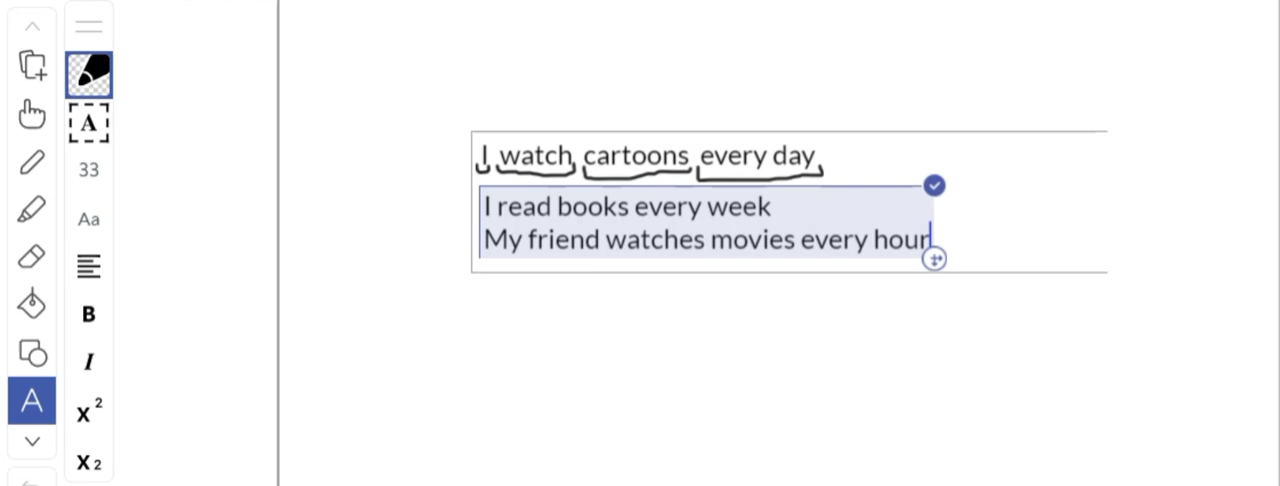 I watch cartoons every day
I read books every week
My friend watches movies every hour
A
33
Aa
B
I
X²
X₂
A